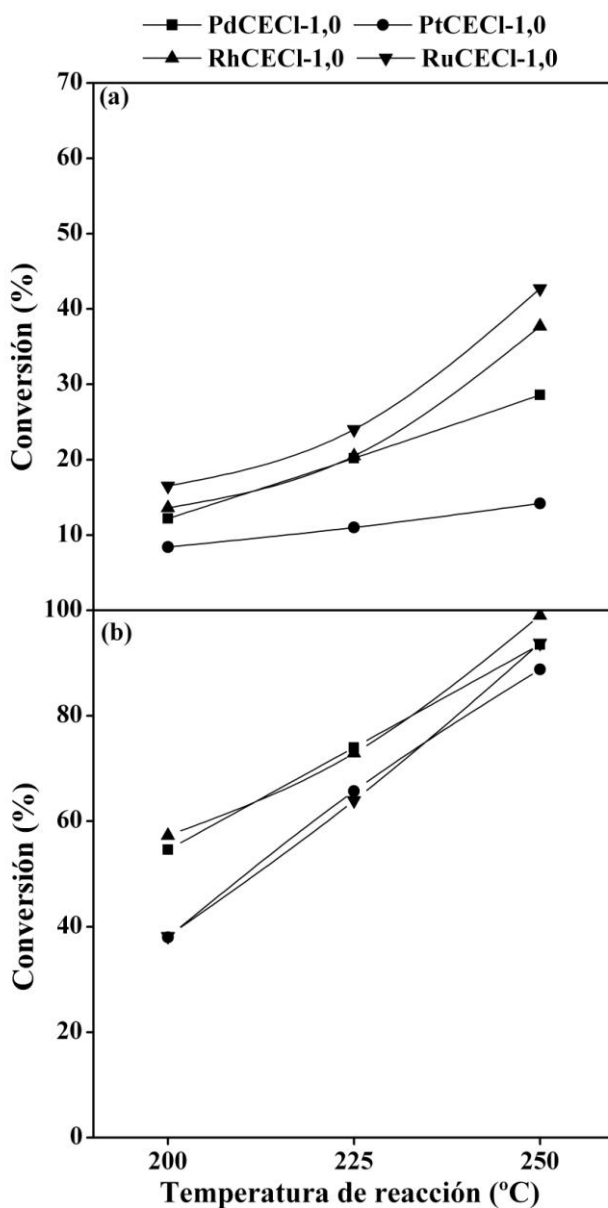 PdCECl-1,0 PtCECl-1,0
RhCECl-1,0 RuCECl-1,0
(a)
70
60
50
40
30
20
10
Conversión (%)
100
(b)
80
60
40
20
0
Conversión (%)
200 225 250
Temperatura de reacción (ºC)